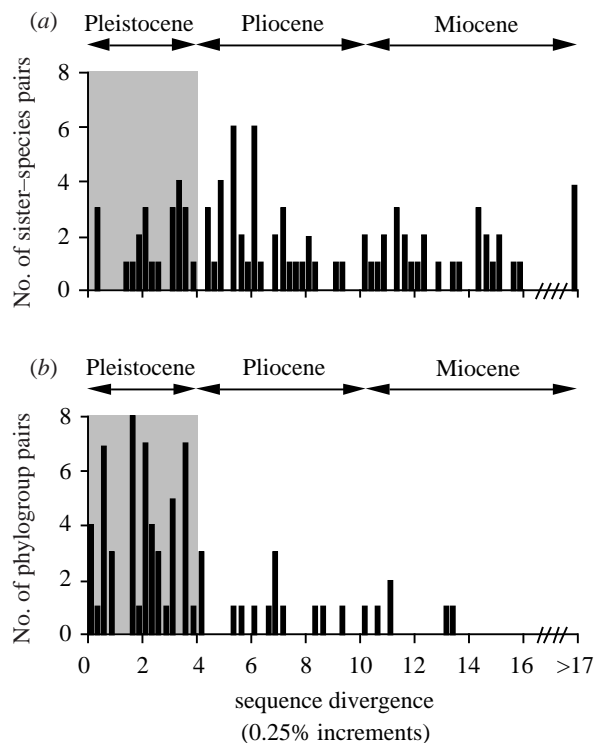 (a)
Pleistocene Pliocene Miocene
No. of sister–species pairs
8
6
4
2
0
(b)
Pleistocene Pliocene Miocene
No. of phylogroup pairs
8
6
4
2
0
0 2 4 6 8 10 12 14 16 >17
sequence divergence
(0.25% increments)